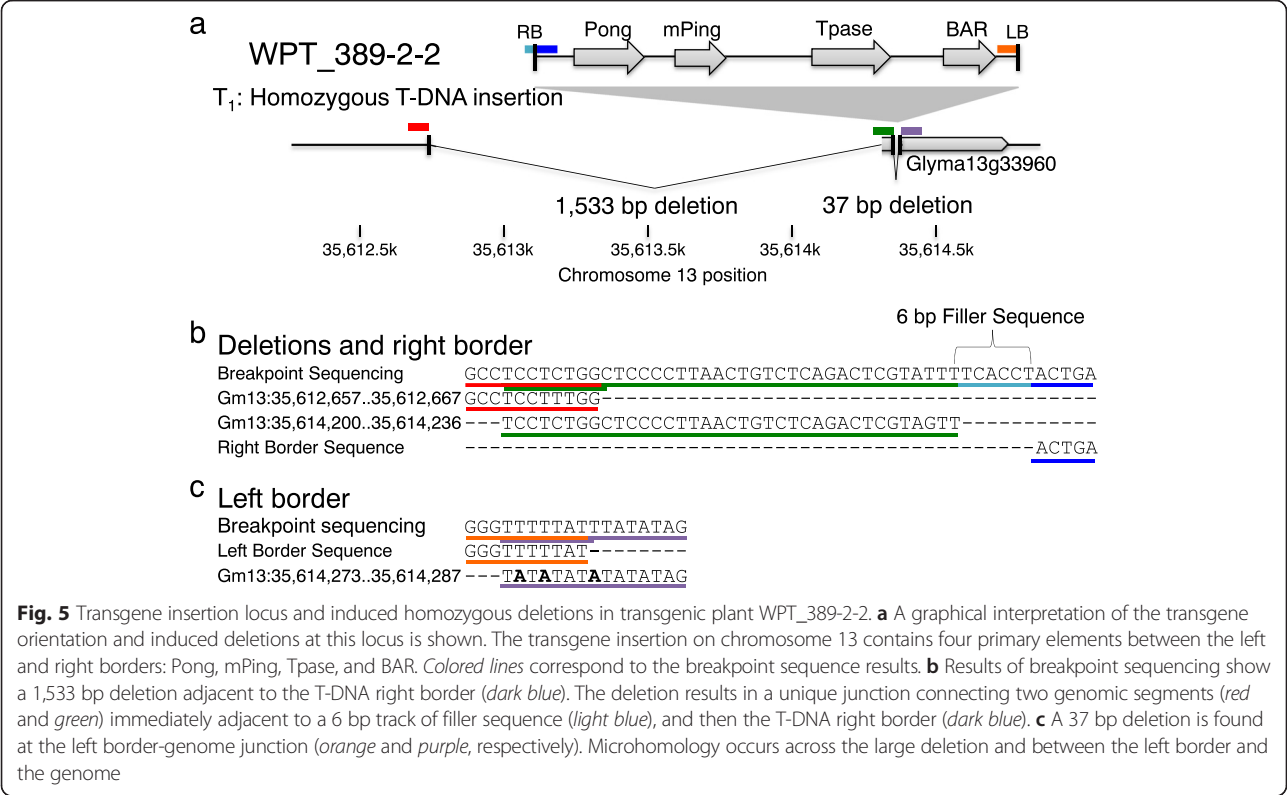 a
RB Pong mPing Tpase BAR LB
WPT_389-2-2
T1: Homozygous T-DNA insertion
Glyma13g33960
1,533 bp deletion 37 bp deletion
35,612.5k 35,613k 35,613.5k 35,614k 35,614.5k
Chromosome 13 position
6 bp Filler Sequence
b Deletions and right border
Breakpoint Sequencing GCCTCCTCTGGCTCCCCTTAACTGTCTCAGACTCGTATTTTCACCTACTGA
Gm13:35,612,657..35,612,667 GCCTCCTTTGG----------------------------------------
Gm13:35,614,200..35,614,236 ---TCCTCTGGCTCCCCTTAACTGTCTCAGACTCGTAGTT-----------
Right Border Sequence ----------------------------------------------ACTGA
c Left border
Breakpoint sequencing GGGTTTTTATTTATATAG
Left Border Sequence GGGTTTTTAT--------
Gm13:35,614,273..35,614,287 ---TATATATATATATAG
Fig. 5 Transgene insertion locus and induced homozygous deletions in transgenic plant WPT_389-2-2. a A graphical interpretation of the transgene
orientation and induced deletions at this locus is shown. The transgene insertion on chromosome 13 contains four primary elements between the left
and right borders: Pong, mPing, Tpase, and BAR. Colored lines correspond to the breakpoint sequence results. b Results of breakpoint sequencing show
a 1,533 bp deletion adjacent to the T-DNA right border (dark blue). The deletion results in a unique junction connecting two genomic segments (red
and green) immediately adjacent to a 6 bp track of filler sequence (light blue), and then the T-DNA right border (dark blue). c A 37 bp deletion is found
at the left border-genome junction (orange and purple, respectively). Microhomology occurs across the large deletion and between the left border and
the genome